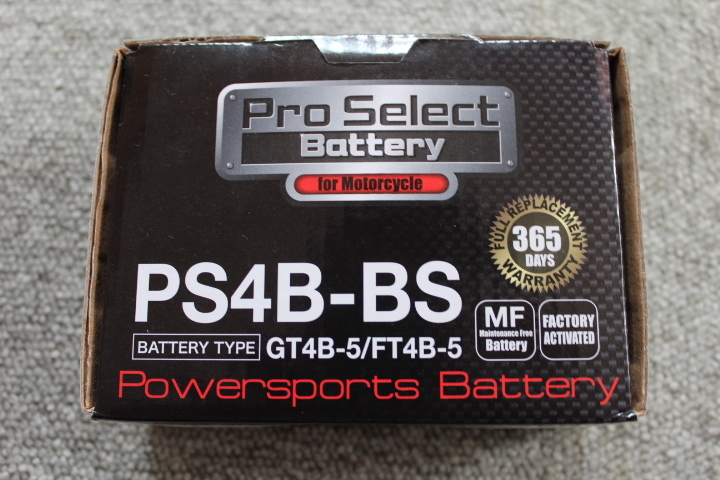 Pro Select
Battery
for Motorcycle
FULL REPLACEMENT
365
DAYS
WARRANTY
PS4B-BS
MF
Maintenance Free
Battery
FACTORY
ACTIVATED
BATTERY TYPE GT4B-5/FT4B-5
Powersports Battery